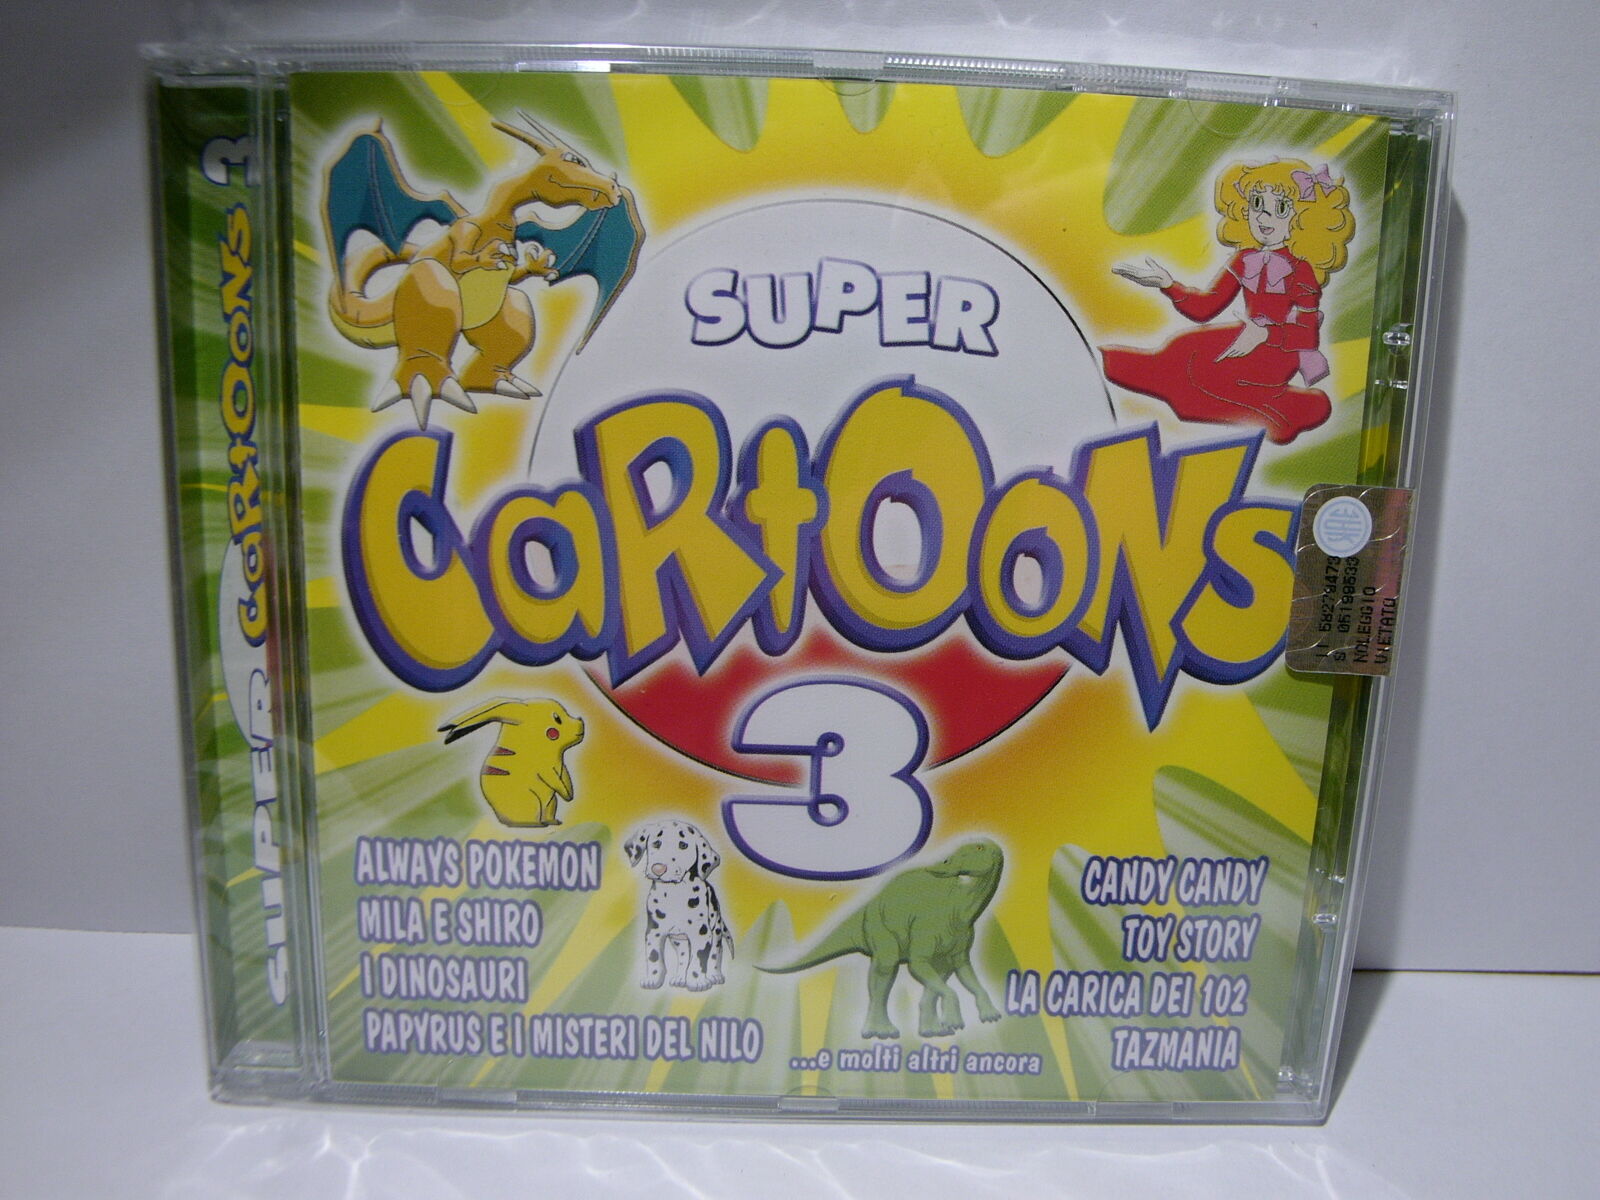 SUPER CARTOONS 3
SUPER
CARTOONS
3
ALWAYS POKEMON
MILA E SHIRO
I DINOSAURI
PAPYRUS E I MISTERI DEL NILO
...e molti altri ancora
CANDY CANDY
TOY STORY
LA CARICA DEI 102
TAZMANIA
NOLEGGIO
VIETATO